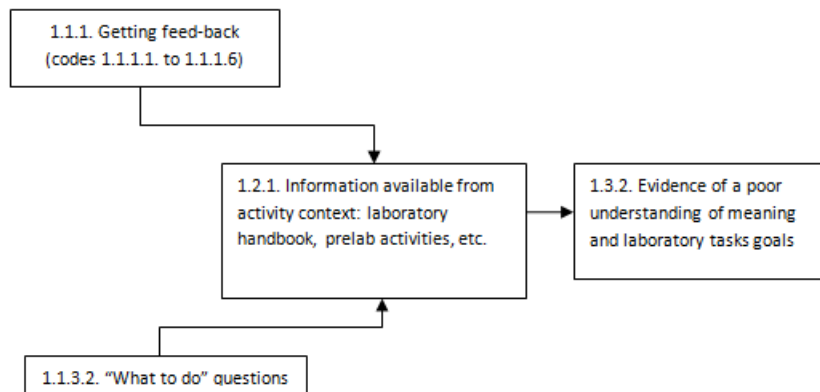 1.1.1. Getting feed-back
(codes 1.1.1.1. to 1.1.1.6)
1.2.1. Information available from
activity context: laboratory
handbook, prelab activities, etc.
1.3.2. Evidence of a poor
understanding of meaning
and laboratory tasks goals
1.1.3.2. “What to do” questions